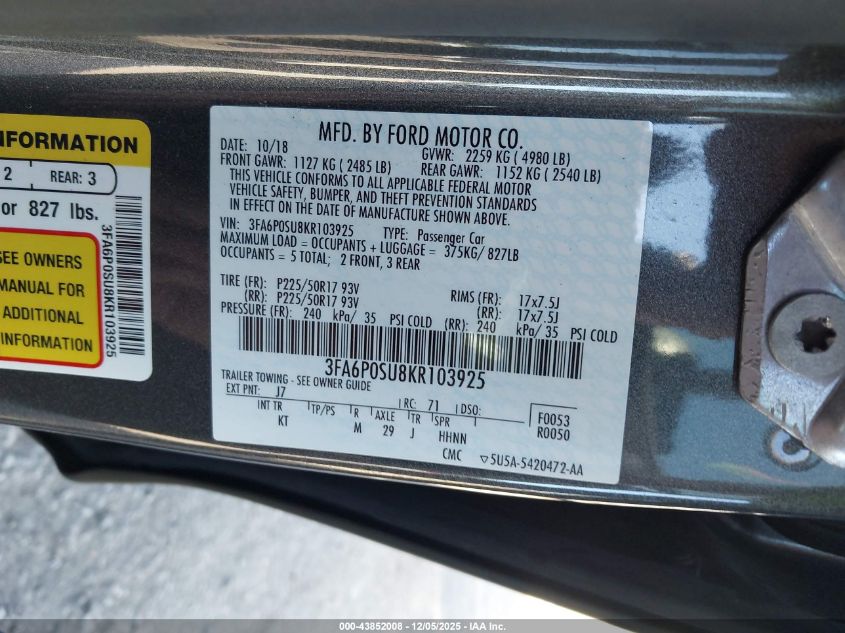 NFORMATION
2 REAR: 3
or 827 lbs.
SEE OWNERS
MANUAL FOR
ADDITIONAL
INFORMATION
3FA6P0SU8KR103925
MFD. BY FORD MOTOR CO.
DATE: 10/18 GVWR: 2259 KG ( 4980 LB)
FRONT GAWR: 1127 KG ( 2485 LB) REAR GAWR: 1152 KG ( 2540 LB)
THIS VEHICLE CONFORMS TO ALL APPLICABLE FEDERAL MOTOR
VEHICLE SAFETY, BUMPER, AND THEFT PREVENTION STANDARDS
IN EFFECT ON THE DATE OF MANUFACTURE SHOWN ABOVE.
VIN: 3FA6P0SU8KR103925 TYPE: Passenger Car
MAXIMUM LOAD = OCCUPANTS + LUGGAGE = 375KG/ 827LB
OCCUPANTS = 5 TOTAL; 2 FRONT, 3 REAR
TIRE (FR): P225/50R17 93V RIMS (FR): 17x7.5J
(RR): P225/50R17 93V (RR): 17x7.5J
PRESSURE (FR): 240 kPa/ 35 PSI COLD (RR): 240 kPa/ 35 PSI COLD
3FA6P0SU8KR103925
TRAILER TOWING - SEE OWNER GUIDE
EXT PNT: J7 RC: 71 DSO: F0053
INT TR TP/PS R AXLE TR SPR R0050
KT M 29 J HHNN
CMC 5U5A-5420472-AA
000-43852008 - 12/05/2025 - IAA Inc.